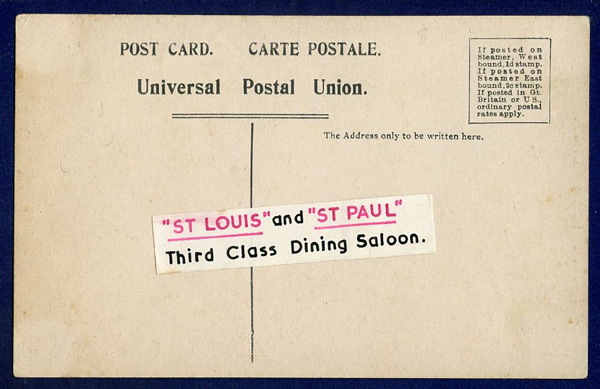 POST CARD. CARTE POSTALE.
Universal Postal Union.
If posted on
Steamer, West
bound, 1d stamp.
If posted on
Steamer East
bound, 2c stamp.
If posted in Gt.
Britain or U.S.,
ordinary postal
rates apply.
The Address only to be written here.
"ST LOUIS" and "ST PAUL"
Third Class Dining Saloon.